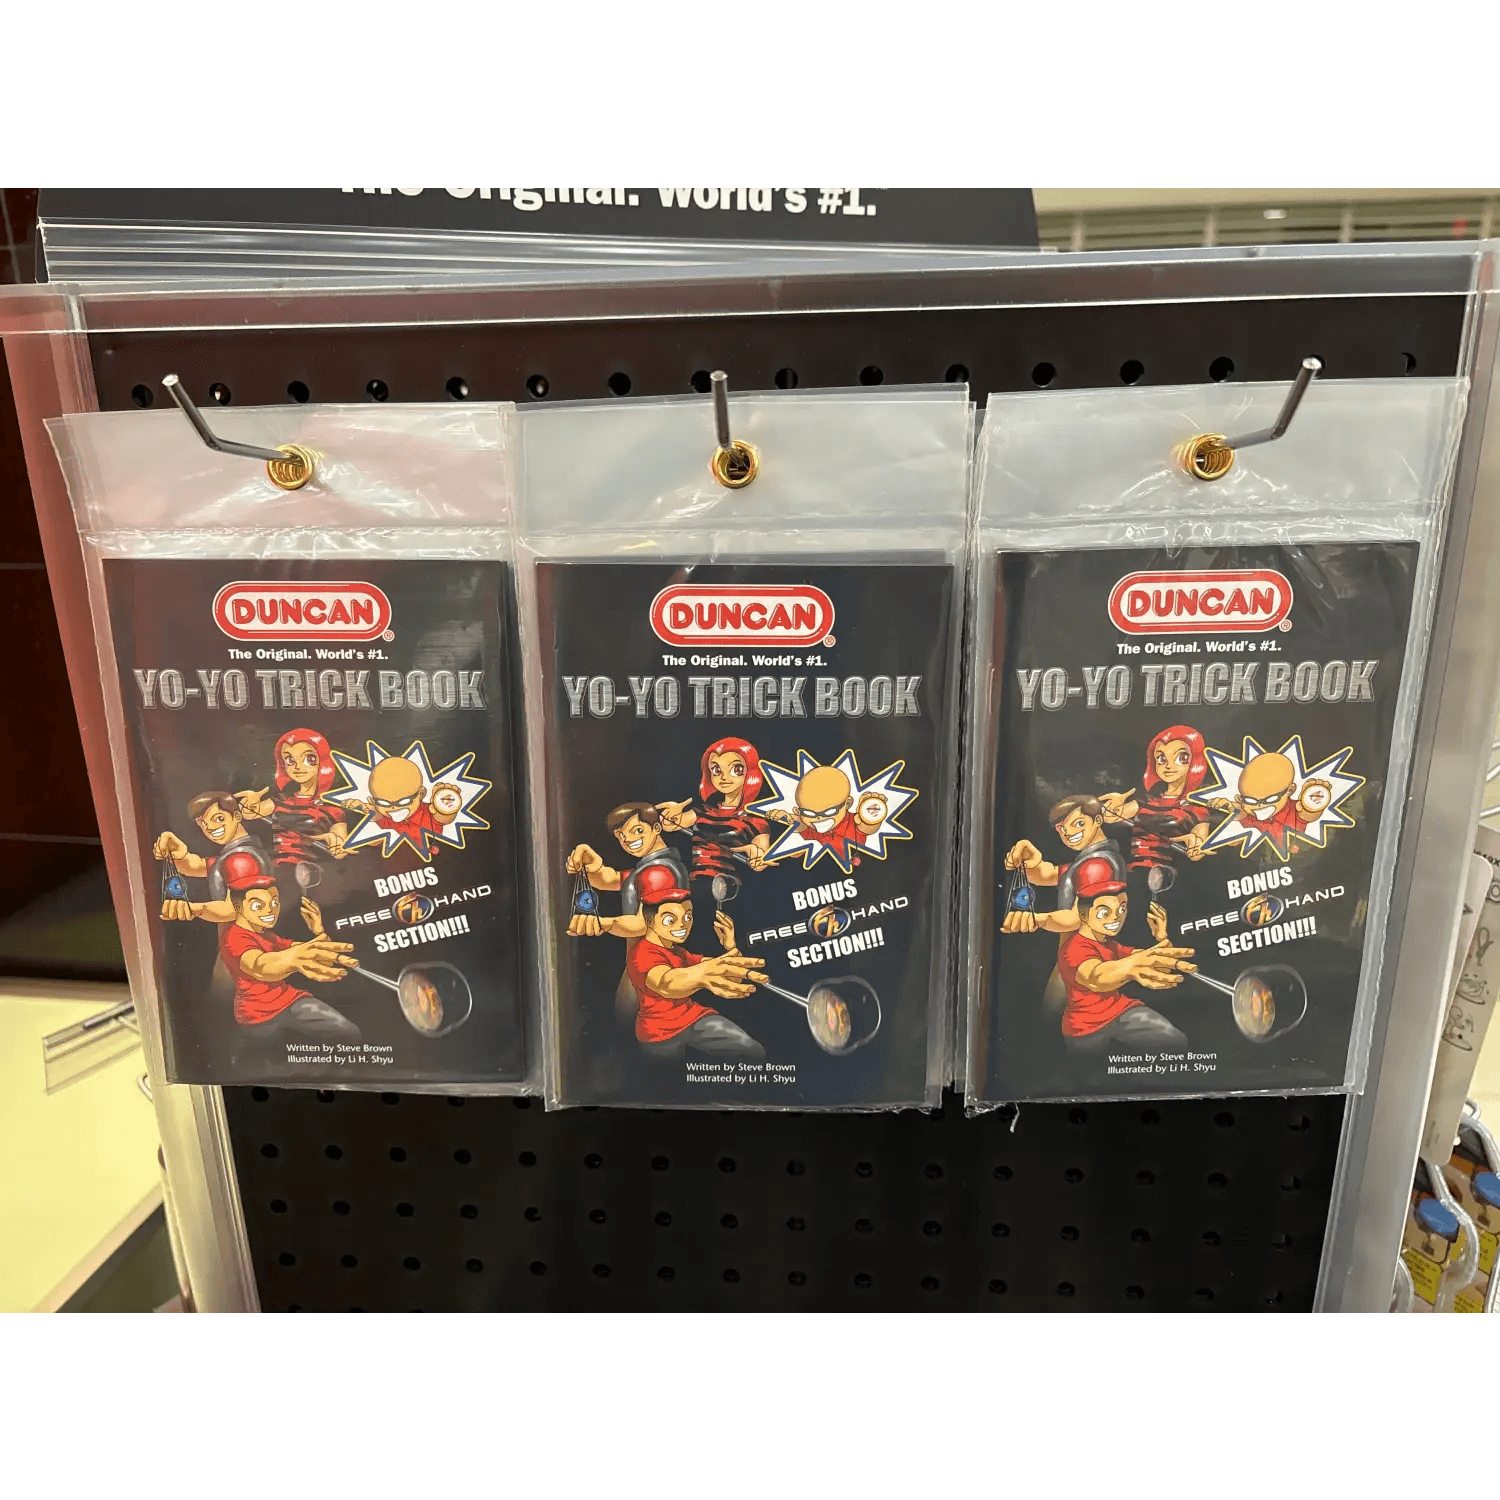 The Original. World's #1.
DUNCAN®
The Original. World's #1.
YO-YO TRICK BOOK
BONUS
FREE fh HAND
SECTION!!!
Written by Steve Brown
Illustrated by Li H. Shyu
DUNCAN®
The Original. World's #1.
YO-YO TRICK BOOK
BONUS
FREE fh HAND
SECTION!!!
Written by Steve Brown
Illustrated by Li H. Shyu
DUNCAN®
The Original. World's #1.
YO-YO TRICK BOOK
BONUS
FREE fh HAND
SECTION!!!
Written by Steve Brown
Illustrated by Li H. Shyu